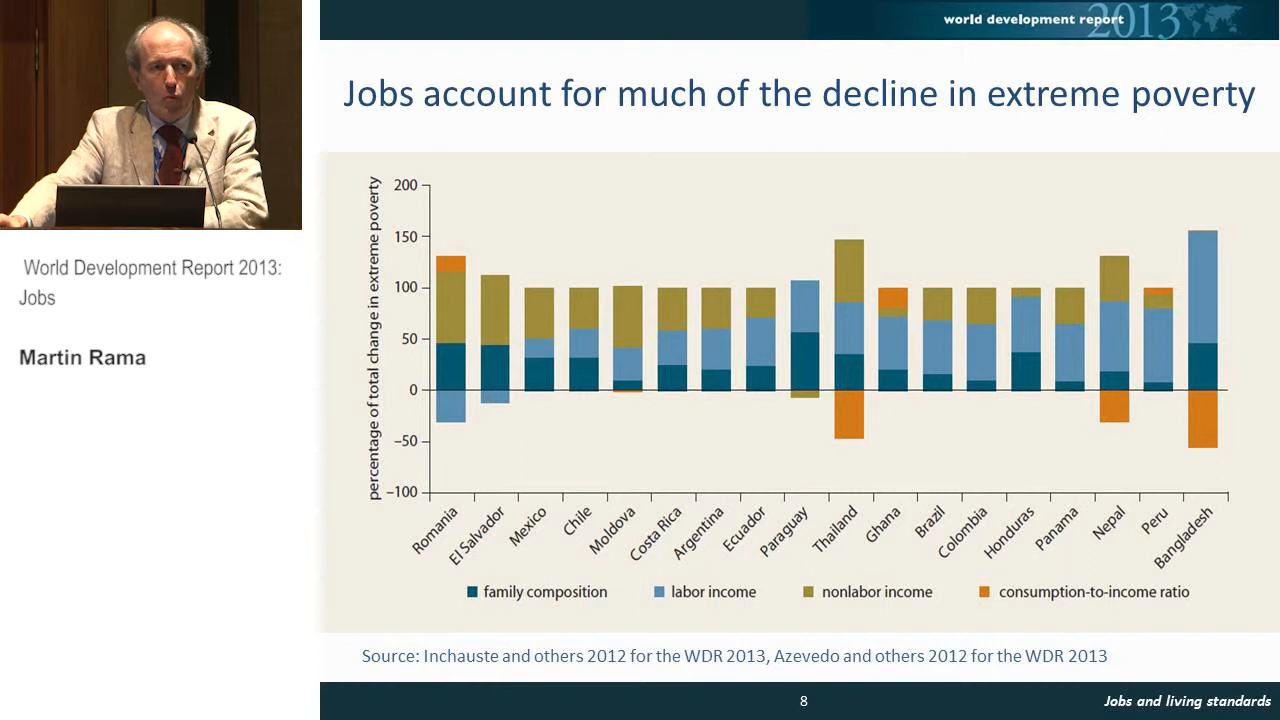 world development report 2013
Jobs account for much of the decline in extreme poverty
World Development Report 2013:
Jobs
Martin Rama
percentage of total change in extreme poverty
200
150
100
50
0
–50
–100
Romania
El Salvador
Mexico
Chile
Moldova
Costa Rica
Argentina
Ecuador
Paraguay
Thailand
Ghana
Brazil
Colombia
Honduras
Panama
Nepal
Peru
Bangladesh
family composition labor income nonlabor income consumption-to-income ratio
Source: Inchauste and others 2012 for the WDR 2013, Azevedo and others 2012 for the WDR 2013
8 Jobs and living standards